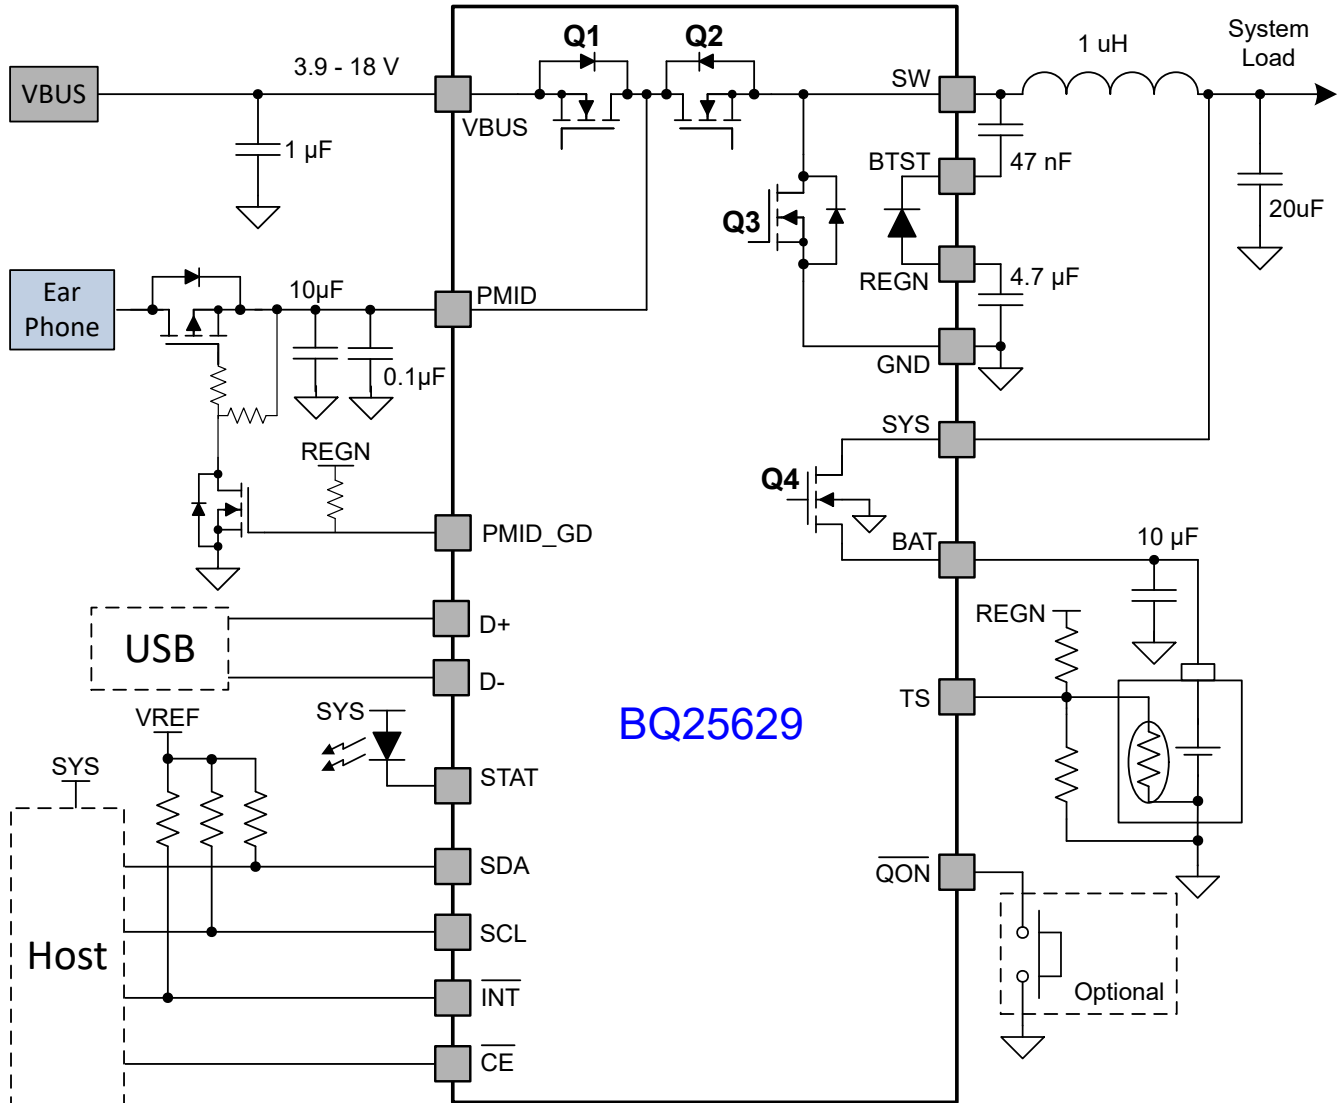 Q1
Q2
System
Load
1 uH
3.9 - 18 V
SW
VBUS
VBUS
1 µF
BTST
47 nF
20uF
Q3
REGN
4.7 µF
Ear
Phone
10µF
PMID
0.1µF
GND
SYS
REGN
Q4
PMID_GD
BAT
10 µF
USB
D+
D-
REGN
TS
VREF
SYS
BQ25629
SYS
STAT
SDA
QON
Host
SCL
INT
Optional
CE